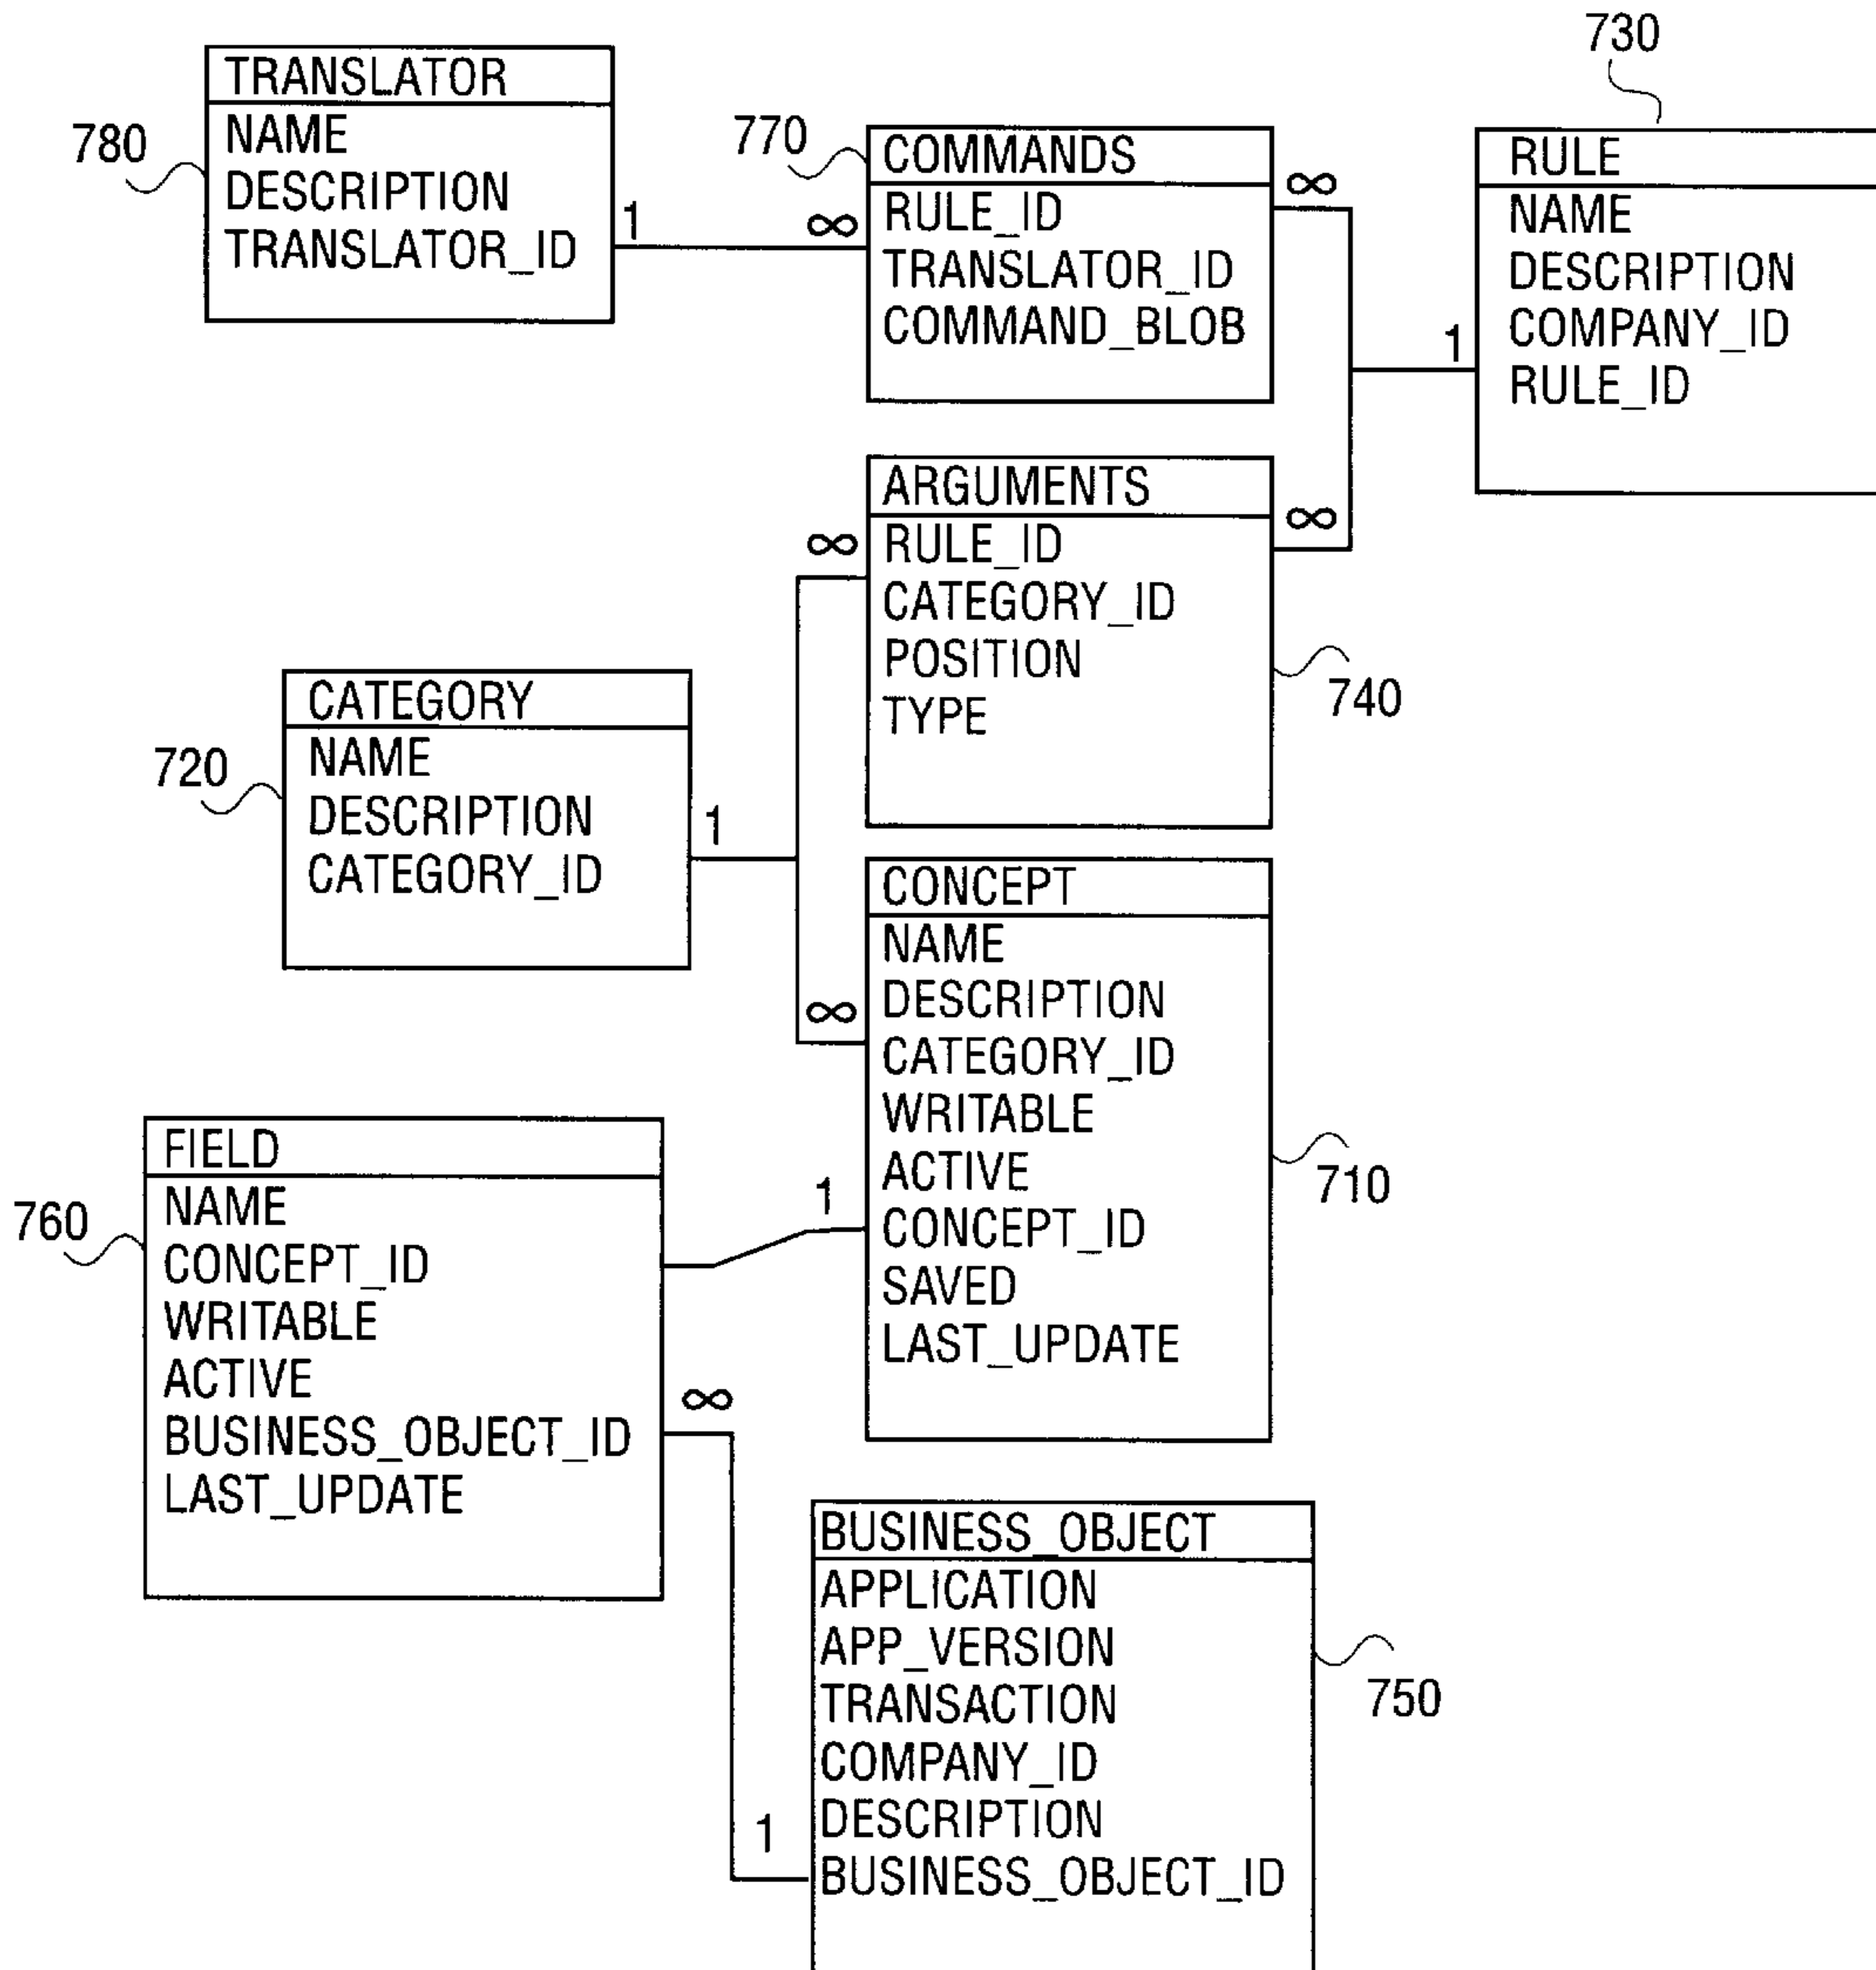 730
TRANSLATOR
NAME
DESCRIPTION
TRANSLATOR_ID
780
1
∞
770
COMMANDS
RULE_ID
TRANSLATOR_ID
COMMAND_BLOB
∞
1
RULE
NAME
DESCRIPTION
COMPANY_ID
RULE_ID
ARGUMENTS
RULE_ID
CATEGORY_ID
POSITION
TYPE
∞
∞
740
CATEGORY
NAME
DESCRIPTION
CATEGORY_ID
720
1
∞
CONCEPT
NAME
DESCRIPTION
CATEGORY_ID
WRITABLE
ACTIVE
CONCEPT_ID
SAVED
LAST_UPDATE
710
FIELD
NAME
CONCEPT_ID
WRITABLE
ACTIVE
BUSINESS_OBJECT_ID
LAST_UPDATE
760
1
∞
1
BUSINESS_OBJECT
APPLICATION
APP_VERSION
TRANSACTION
COMPANY_ID
DESCRIPTION
BUSINESS_OBJECT_ID
750